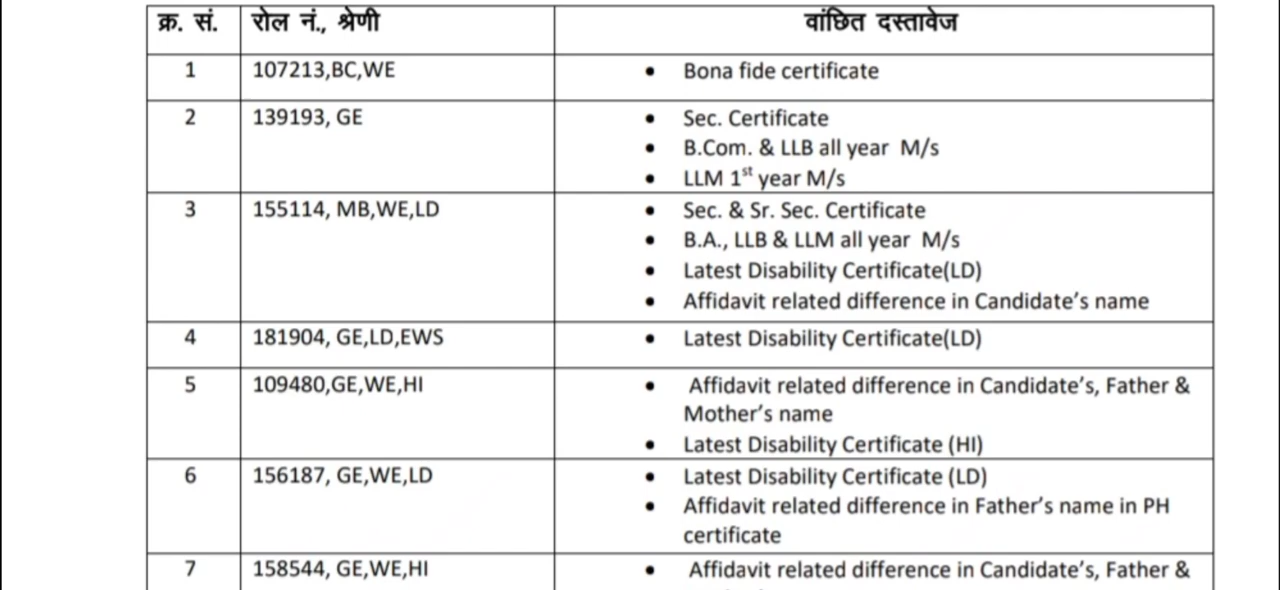 क्र. सं. रोल नं., श्रेणी वांछित दस्तावेज
1 107213,BC,WE • Bona fide certificate
2 139193, GE • Sec. Certificate
• B.Com. & LLB all year M/s
• LLM 1st year M/s
3 155114, MB,WE,LD • Sec. & Sr. Sec. Certificate
• B.A., LLB & LLM all year M/s
• Latest Disability Certificate(LD)
• Affidavit related difference in Candidate's name
4 181904, GE,LD,EWS • Latest Disability Certificate(LD)
5 109480,GE,WE,HI • Affidavit related difference in Candidate's, Father &
Mother's name
• Latest Disability Certificate (HI)
6 156187, GE,WE,LD • Latest Disability Certificate (LD)
• Affidavit related difference in Father's name in PH
certificate
7 158544, GE,WE,HI • Affidavit related difference in Candidate's, Father &